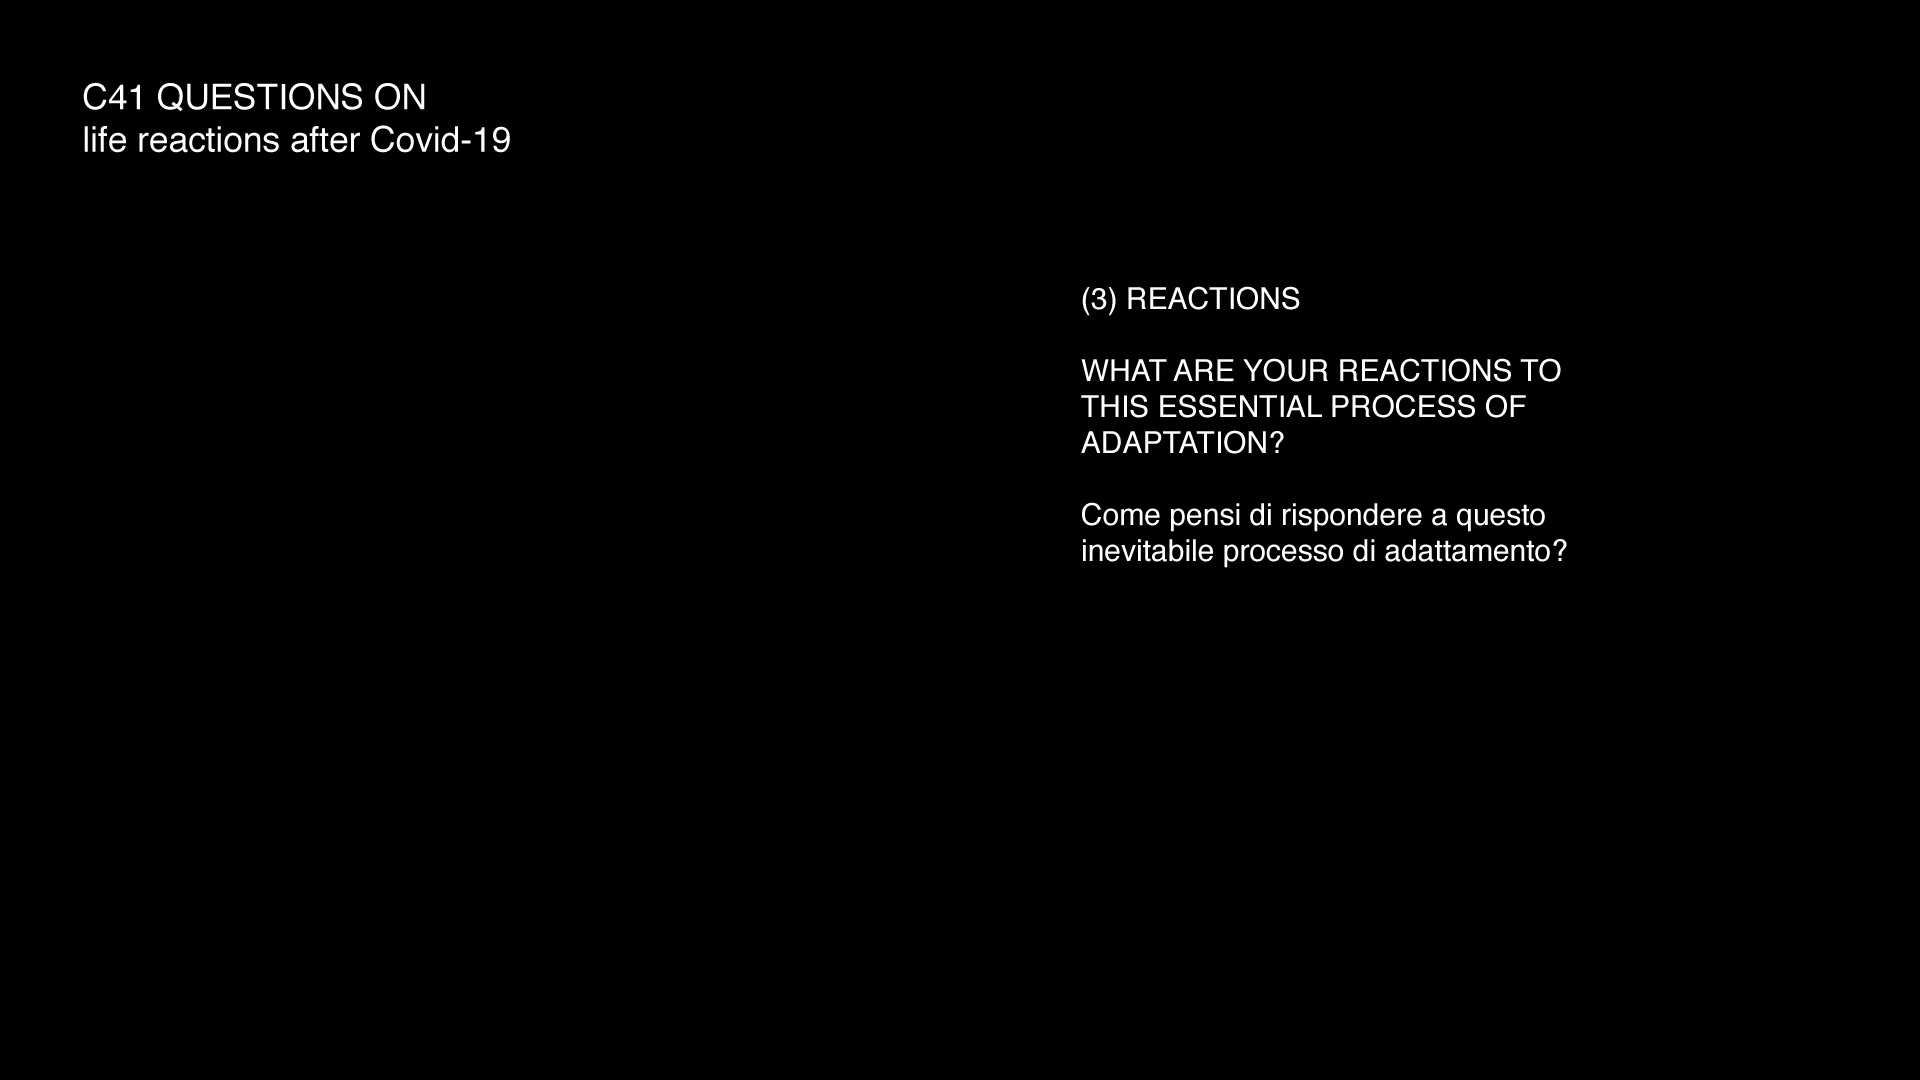 C41 QUESTIONS ON
life reactions after Covid-19
(3) REACTIONS
WHAT ARE YOUR REACTIONS TO
THIS ESSENTIAL PROCESS OF
ADAPTATION?
Come pensi di rispondere a questo
inevitabile processo di adattamento?